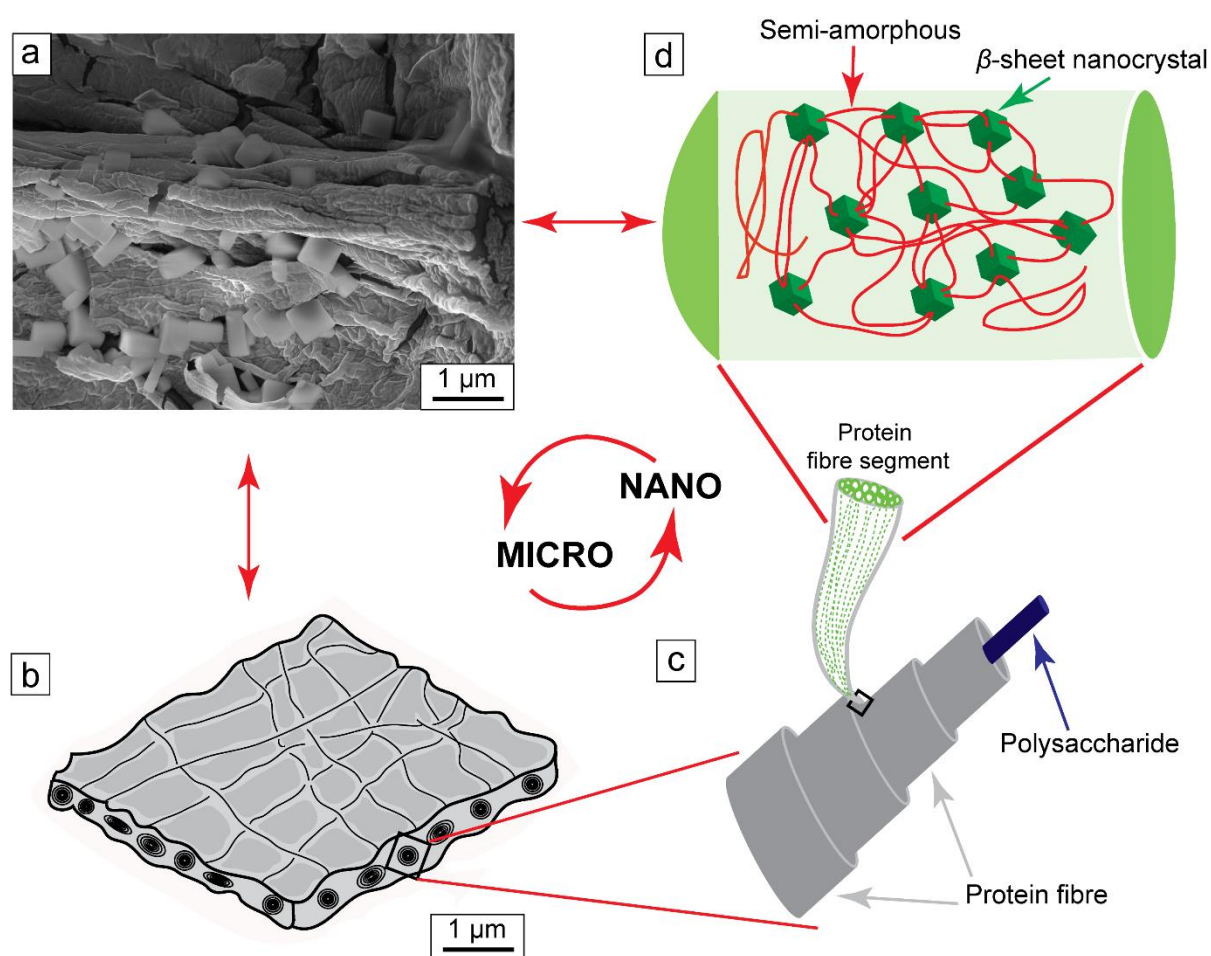 a
1 µm
d
Semi-amorphous
β-sheet nanocrystal
NANO
MICRO
b
1 µm
Protein
fibre segment
c
Polysaccharide
Protein fibre